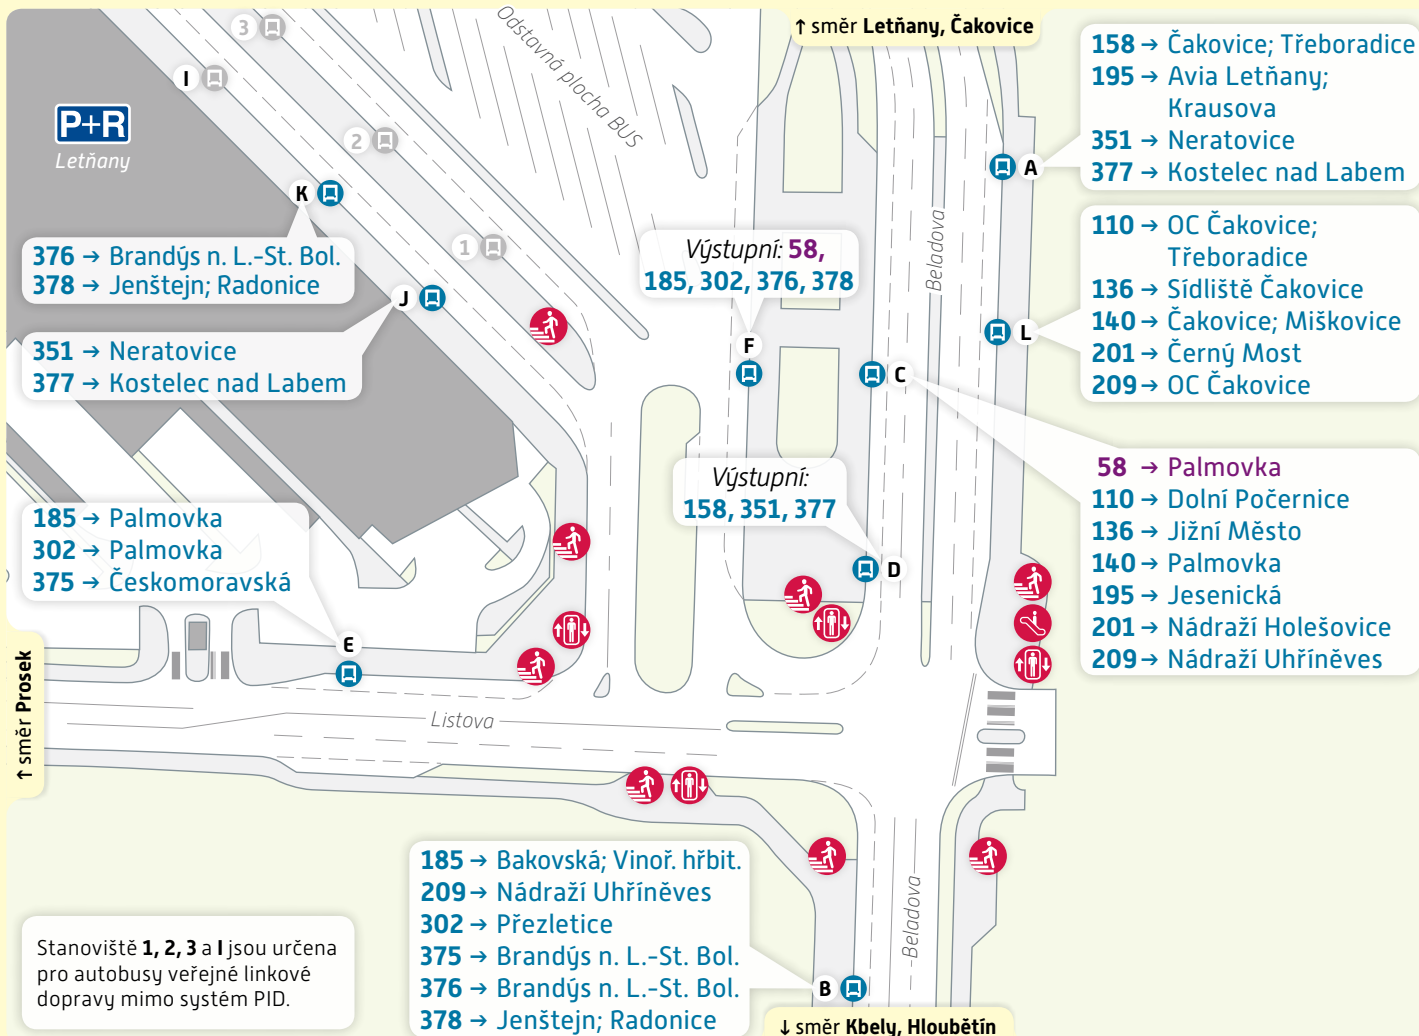 ↑ směr Letňany, Čakovice
3
I
Odstavná plocha BUS
P+R
Letňany
2
K
1
376 → Brandýs n. L.-St. Bol.
378 → Jenštejn; Radonice
J
351 → Neratovice
377 → Kostelec nad Labem
Výstupní: 58,
185, 302, 376, 378
F
Beladova
158 → Čakovice; Třeboradice
195 → Avia Letňany;
Krausova
351 → Neratovice
377 → Kostelec nad Labem
A
110 → OC Čakovice;
Třeboradice
136 → Sídliště Čakovice
140 → Čakovice; Miškovice
201 → Černý Most
209 → OC Čakovice
L
C
58 → Palmovka
110 → Dolní Počernice
136 → Jižní Město
140 → Palmovka
195 → Jesenická
201 → Nádraží Holešovice
209 → Nádraží Uhříněves
Výstupní:
158, 351, 377
D
185 → Palmovka
302 → Palmovka
375 → Českomoravská
E
↑ směr Prosek
Listova
185 → Bakovská; Vinoř. hřbit.
209 → Nádraží Uhříněves
302 → Přezletice
375 → Brandýs n. L.-St. Bol.
376 → Brandýs n. L.-St. Bol.
378 → Jenštejn; Radonice
B
Beladova
Stanoviště 1, 2, 3 a I jsou určena
pro autobusy veřejné linkové
dopravy mimo systém PID.
↓ směr Kbely, Hloubětín